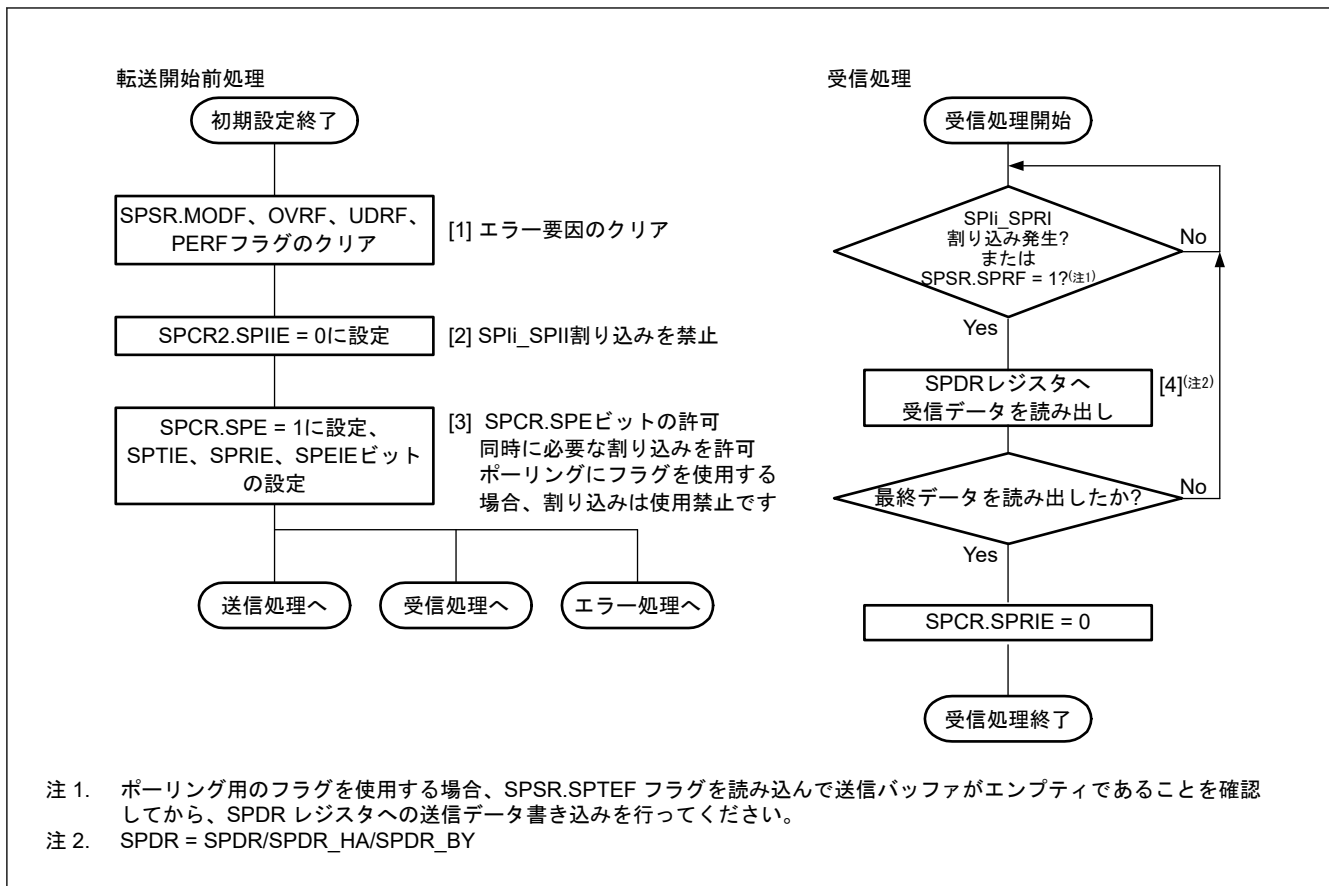 転送開始前処理
初期設定終了
SPSR.MODF、OVRF、UDRF、
PERFフラグのクリア
[1] エラー要因のクリア
SPCR2.SPIIE = 0に設定
[2] SPIi_SPII割り込みを禁止
SPCR.SPE = 1に設定、
SPTIE、SPRIE、SPEIEビット
の設定
[3] SPCR.SPEビットの許可
同時に必要な割り込みを許可
ポーリングにフラグを使用する
場合、割り込みは使用禁止です
送信処理へ
受信処理へ
エラー処理へ
受信処理
受信処理開始
SPIi_SPRI
割り込み発生?
または
SPSR.SPRF = 1?(注1)
No
Yes
SPDRレジスタへ
受信データを読み出し
[4](注2)
最終データを読み出したか?
No
Yes
SPCR.SPRIE = 0
受信処理終了
注 1. ポーリング用のフラグを使用する場合、SPSR.SPTEF フラグを読み込んで送信バッファがエンプティであることを確認
してから、SPDR レジスタへの送信データ書き込みを行ってください。
注 2. SPDR = SPDR/SPDR_HA/SPDR_BY